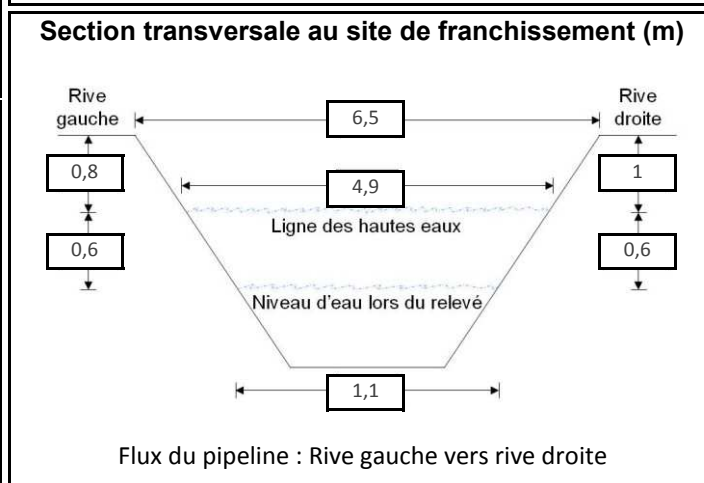 Section transversale au site de franchissement (m)
Rive
gauche
6,5
Rive
droite
0,8
4,9
1
Ligne des hautes eaux
0,6
0,6
Niveau d'eau lors du relevé
1,1
Flux du pipeline : Rive gauche vers rive droite